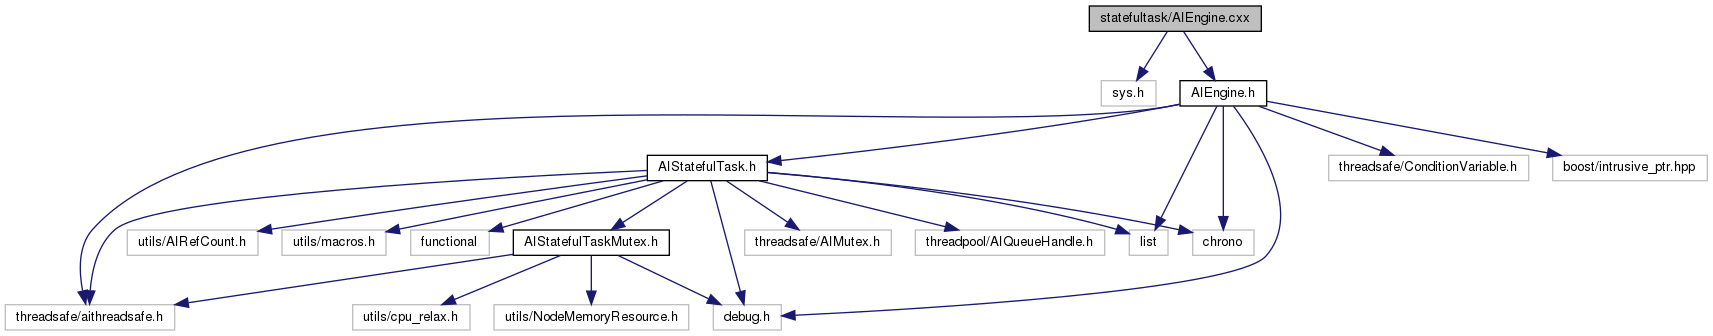 statefultask/AIEngine.cxx
sys.h
AIEngine.h
AIStatefulTask.h
threadsafe/ConditionVariable.h
boost/intrusive_ptr.hpp
utils/AIRefCount.h
utils/macros.h
functional
AIStatefulTaskMutex.h
threadsafe/AIMutex.h
threadpool/AIQueueHandle.h
list
chrono
threadsafe/aithreadsafe.h
utils/cpu_relax.h
utils/NodeMemoryResource.h
debug.h